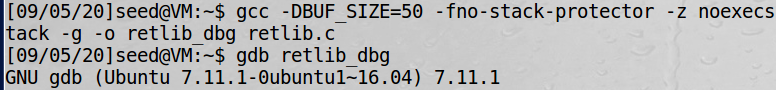 [09/05/20]seed@VM:~$ gcc -DBUF_SIZE=50 -fno-stack-protector -z noexecs
tack -g -o retlib_dbg retlib.c
[09/05/20]seed@VM:~$ gdb retlib_dbg
GNU gdb (Ubuntu 7.11.1-0ubuntu1~16.04) 7.11.1